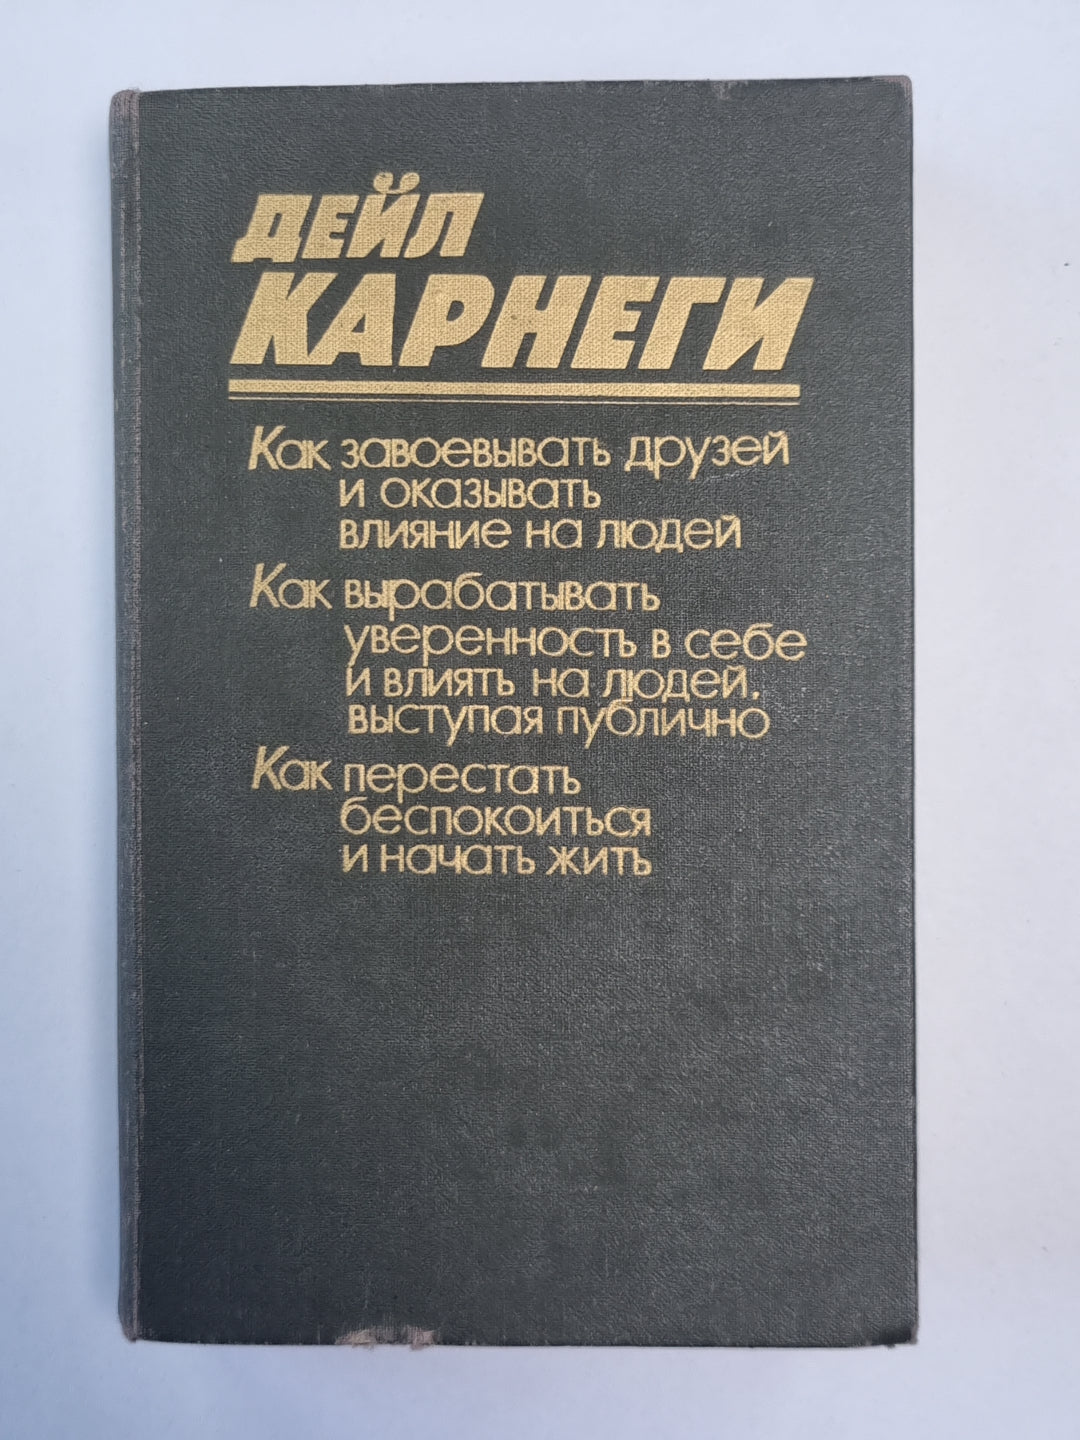 ДЕЙЛ
КАРНЕГИ
Как завоевывать друзей
и оказывать
влияние на людей
Как вырабатывать
уверенность в себе
и влиять на людей,
выступая публично
Как перестать
беспокоиться
и начать жить